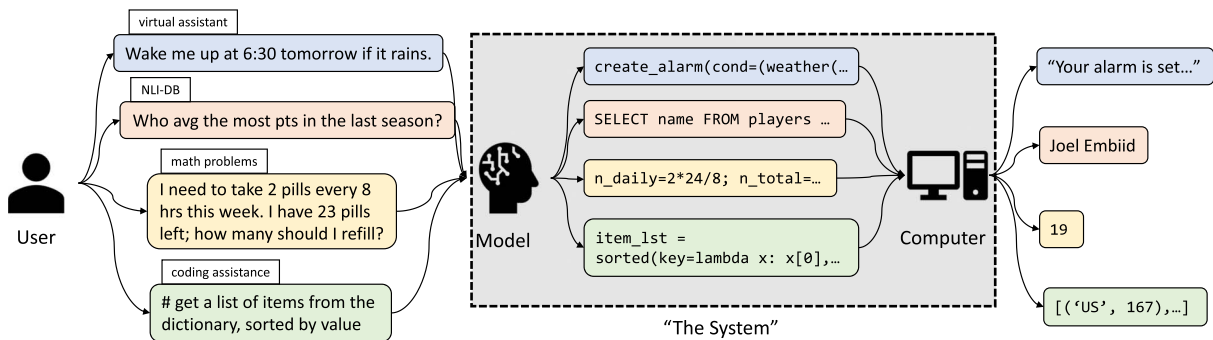 virtual assistant
Wake me up at 6:30 tomorrow if it rains.
NLI-DB
Who avg the most pts in the last season?
math problems
I need to take 2 pills every 8
hrs this week. I have 23 pills
left; how many should I refill?
coding assistance
# get a list of items from the
dictionary, sorted by value
User
Model
create_alarm(cond=(weather(…
SELECT name FROM players …
n_daily=2*24/8; n_total=…
item_lst =
sorted(key=lambda x: x[0],…
Computer
"The System"
“Your alarm is set…”
Joel Embiid
19
[(‘US’, 167),…]